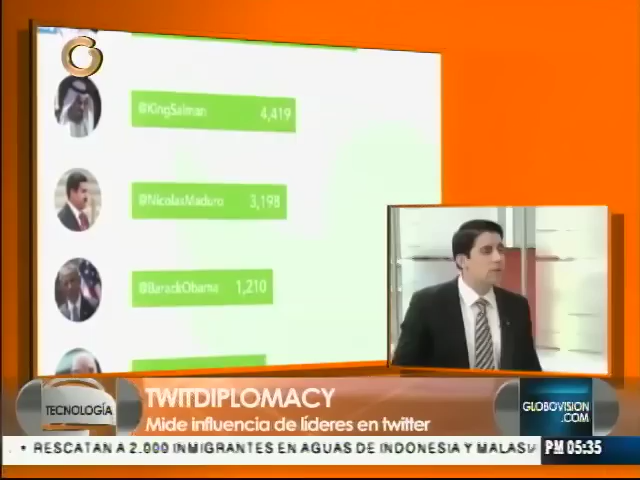 @KingSalman 4,419
@NicolasMaduro 3,198
@BarackObama 1,210
TECNOLOGÍA
TWITDIPLOMACY
Mide influencia de líderes en twitter
GLOBOVISION
.COM
• RESCATAN A 2.000 INMIGRANTES EN AGUAS DE INDONESIA Y MALASIA
PM 05:35